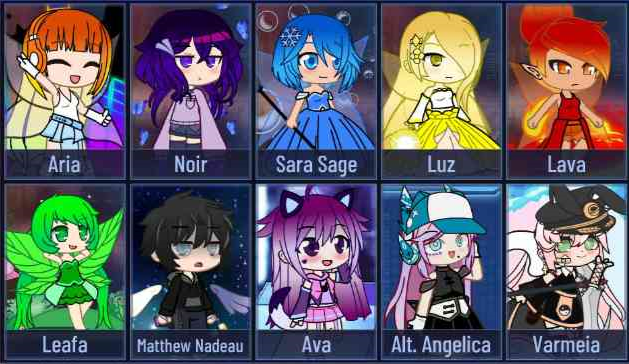 Aria
Noir
Sara Sage
Luz
Lava
Leafa
Matthew Nadeau
Ava
Alt. Angelica
Varmeia